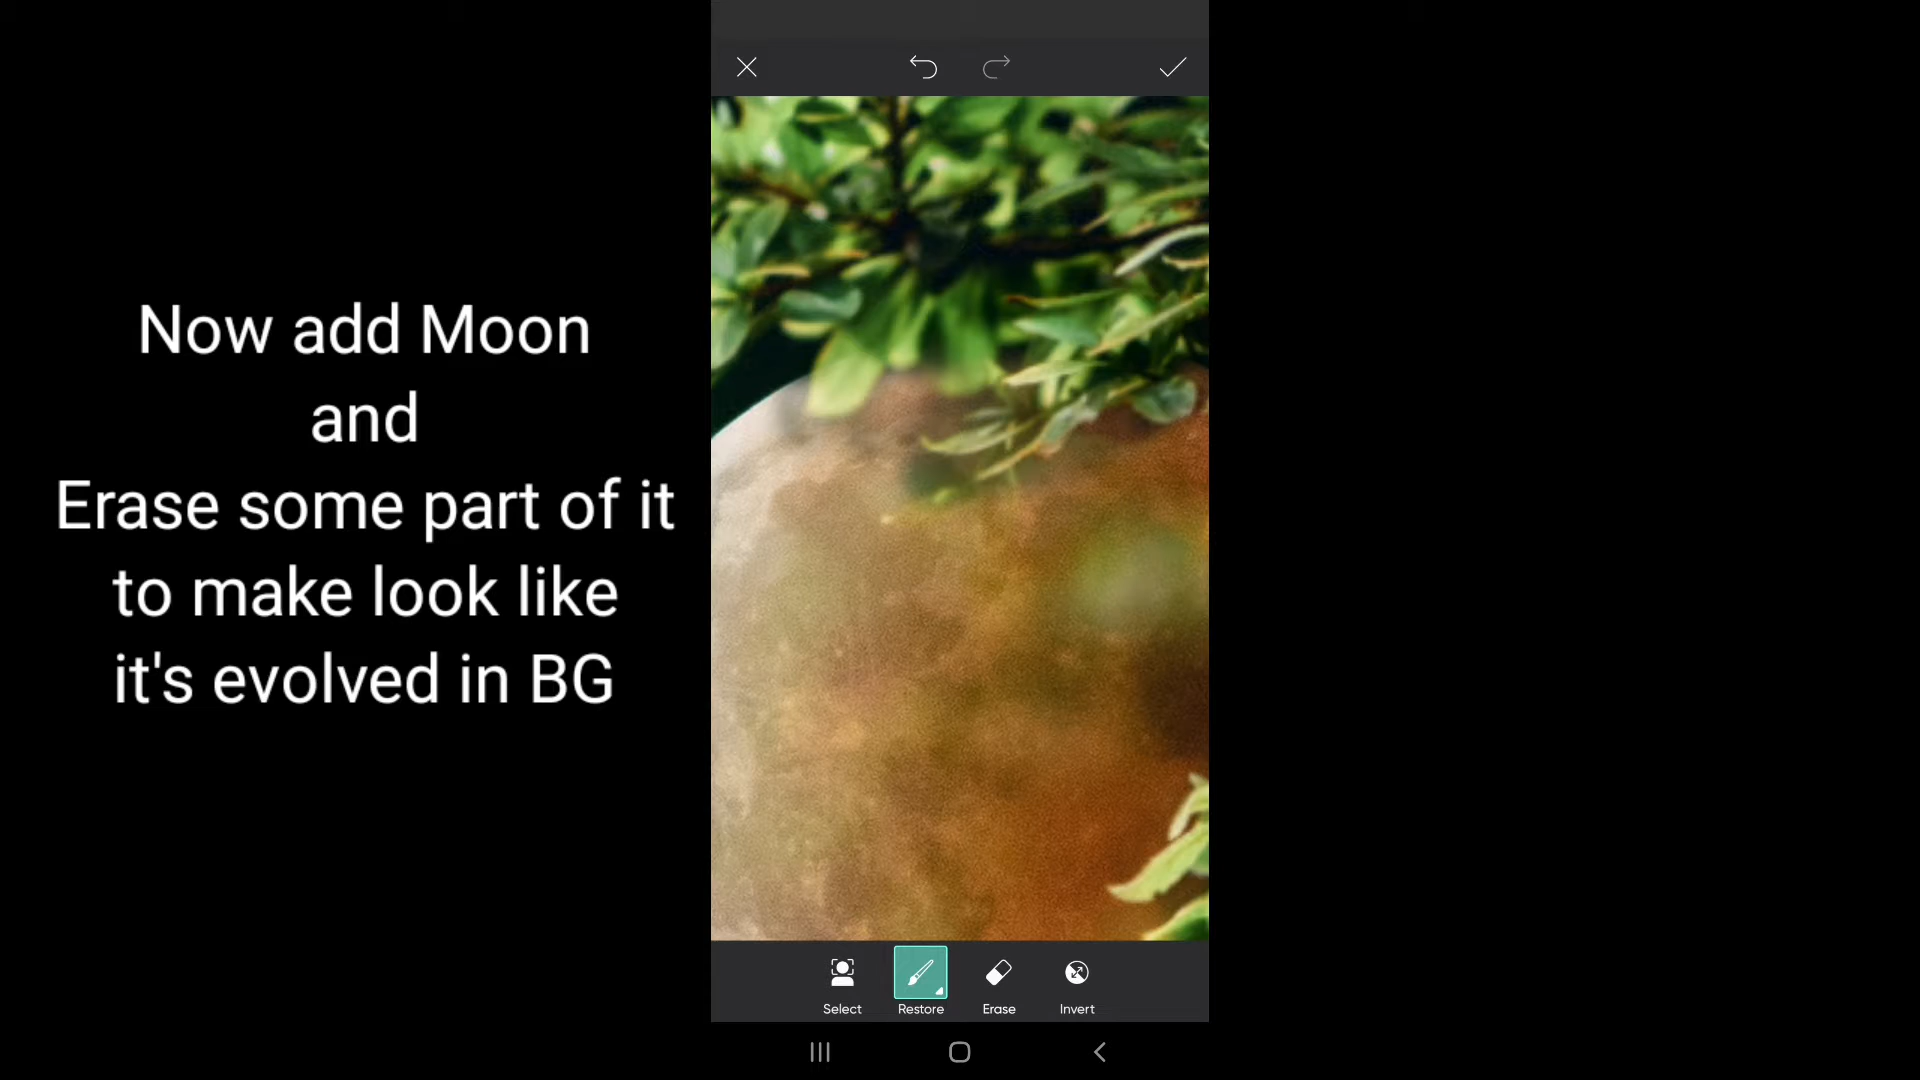 Now add Moon
and
Erase some part of it
to make look like
it's evolved in BG
Select
Restore
Erase
Invert